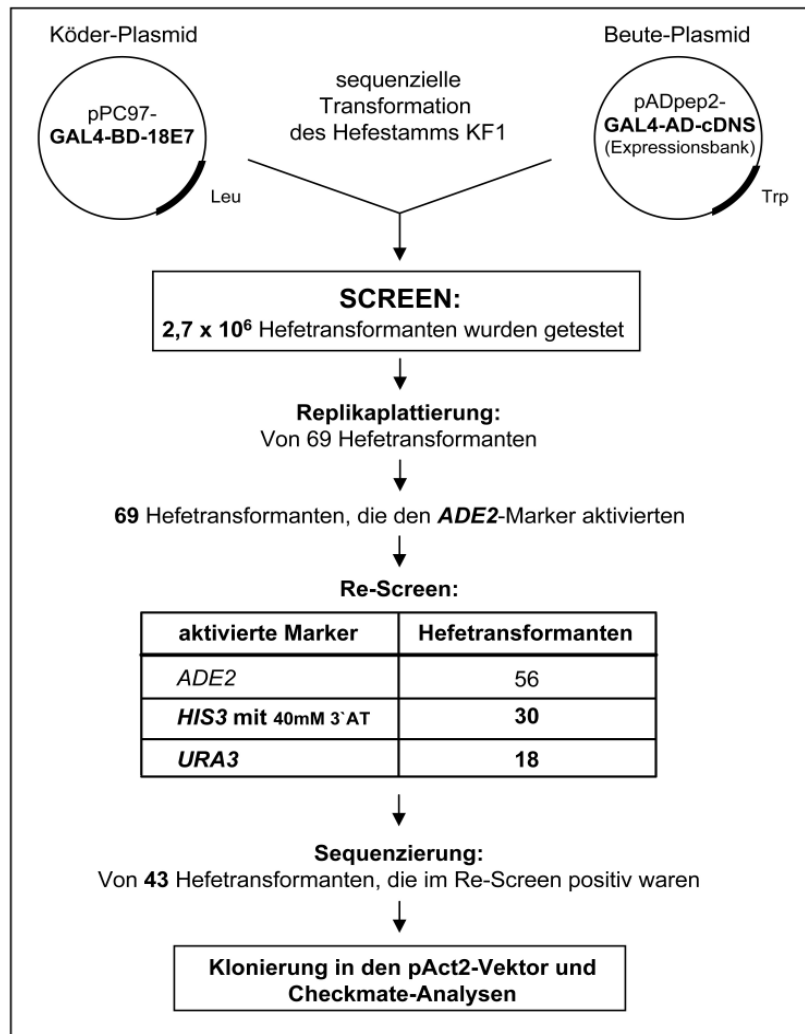 Köder-Plasmid
Beute-Plasmid
pPC97-
GAL4-BD-18E7
Leu
sequenzielle
Transformation
des Hefestamms KF1
pADpep2-
GAL4-AD-cDNS
(Expressionsbank)
Trp
SCREEN:
2,7 x 10⁶ Hefetransformanten wurden getestet
Replikaplattierung:
Von 69 Hefetransformanten
69 Hefetransformanten, die den ADE2-Marker aktivierten
Re-Screen:
aktivierte Marker Hefetransformanten
ADE2 56
HIS3 mit 40mM 3`AT 30
URA3 18
Sequenzierung:
Von 43 Hefetransformanten, die im Re-Screen positiv waren
Klonierung in den pAct2-Vektor und
Checkmate-Analysen